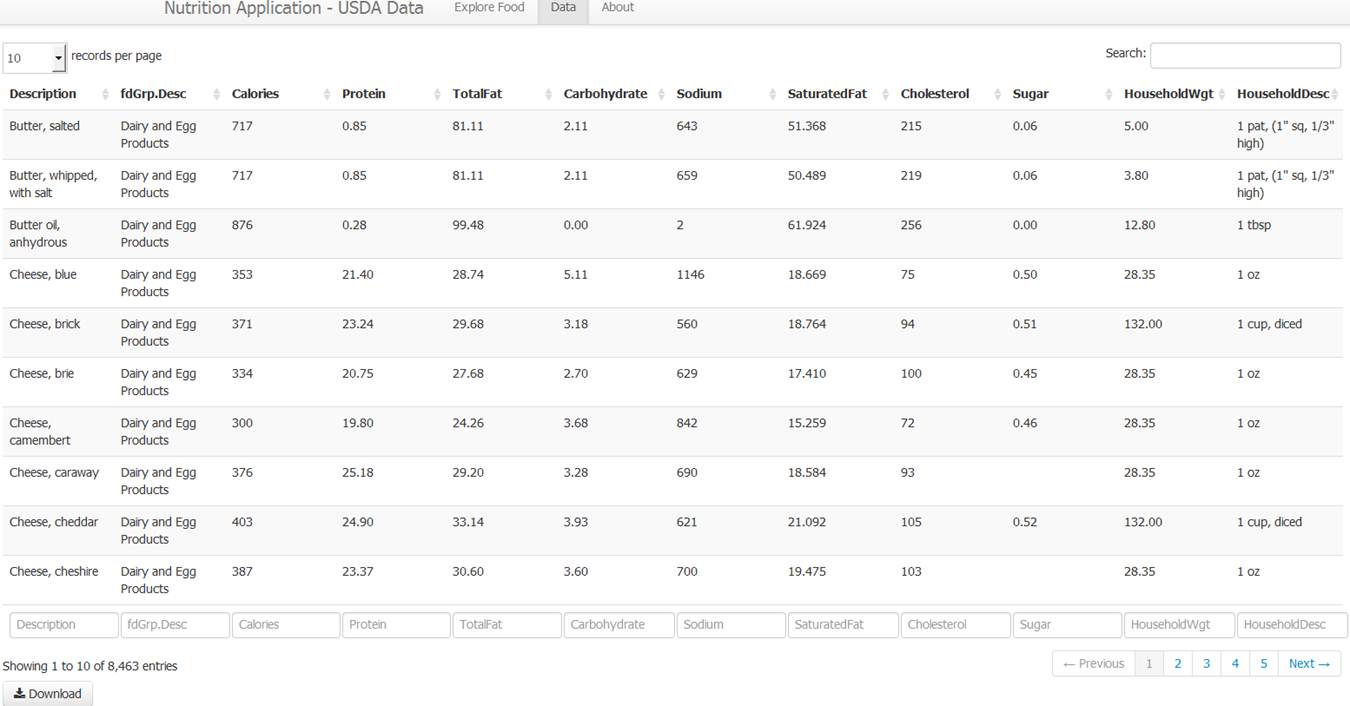 Nutrition Application - USDA Data Explore Food Data About
10 records per page Search:
Description fdGrp.Desc Calories Protein TotalFat Carbohydrate Sodium SaturatedFat Cholesterol Sugar HouseholdWgt HouseholdDesc
Butter, salted Dairy and Egg 717 0.85 81.11 2.11 643 51.368 215 0.06 5.00 1 pat, (1" sq, 1/3"
Products high)
Butter, whipped, Dairy and Egg 717 0.85 81.11 2.11 659 50.489 219 0.06 3.80 1 pat, (1" sq, 1/3"
with salt Products high)
Butter oil, Dairy and Egg 876 0.28 99.48 0.00 2 61.924 256 0.00 12.80 1 tbsp
anhydrous Products
Cheese, blue Dairy and Egg 353 21.40 28.74 5.11 1146 18.669 75 0.50 28.35 1 oz
Products
Cheese, brick Dairy and Egg 371 23.24 29.68 3.18 560 18.764 94 0.51 132.00 1 cup, diced
Products
Cheese, brie Dairy and Egg 334 20.75 27.68 2.70 629 17.410 100 0.45 28.35 1 oz
Products
Cheese, Dairy and Egg 300 19.80 24.26 3.68 842 15.259 72 0.46 28.35 1 oz
camembert Products
Cheese, caraway Dairy and Egg 376 25.18 29.20 3.28 690 18.584 93 28.35 1 oz
Products
Cheese, cheddar Dairy and Egg 403 24.90 33.14 3.93 621 21.092 105 0.52 132.00 1 cup, diced
Products
Cheese, cheshire Dairy and Egg 387 23.37 30.60 3.60 700 19.475 103 28.35 1 oz
Products
Description fdGrp.Desc Calories Protein TotalFat Carbohydrate Sodium SaturatedFat Cholesterol Sugar HouseholdWgt HouseholdDesc
Showing 1 to 10 of 8,463 entries ← Previous 1 2 3 4 5 Next →
Download